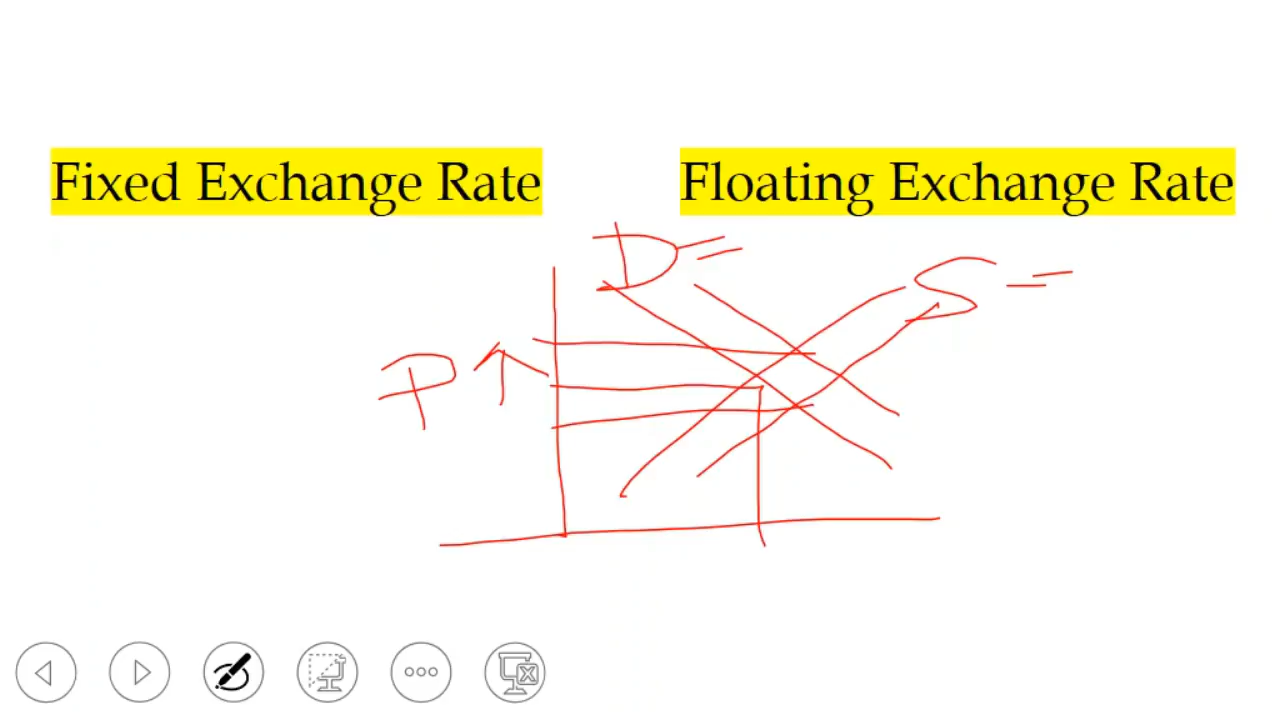 Fixed Exchange Rate
Floating Exchange Rate
D =
S =
P ↑